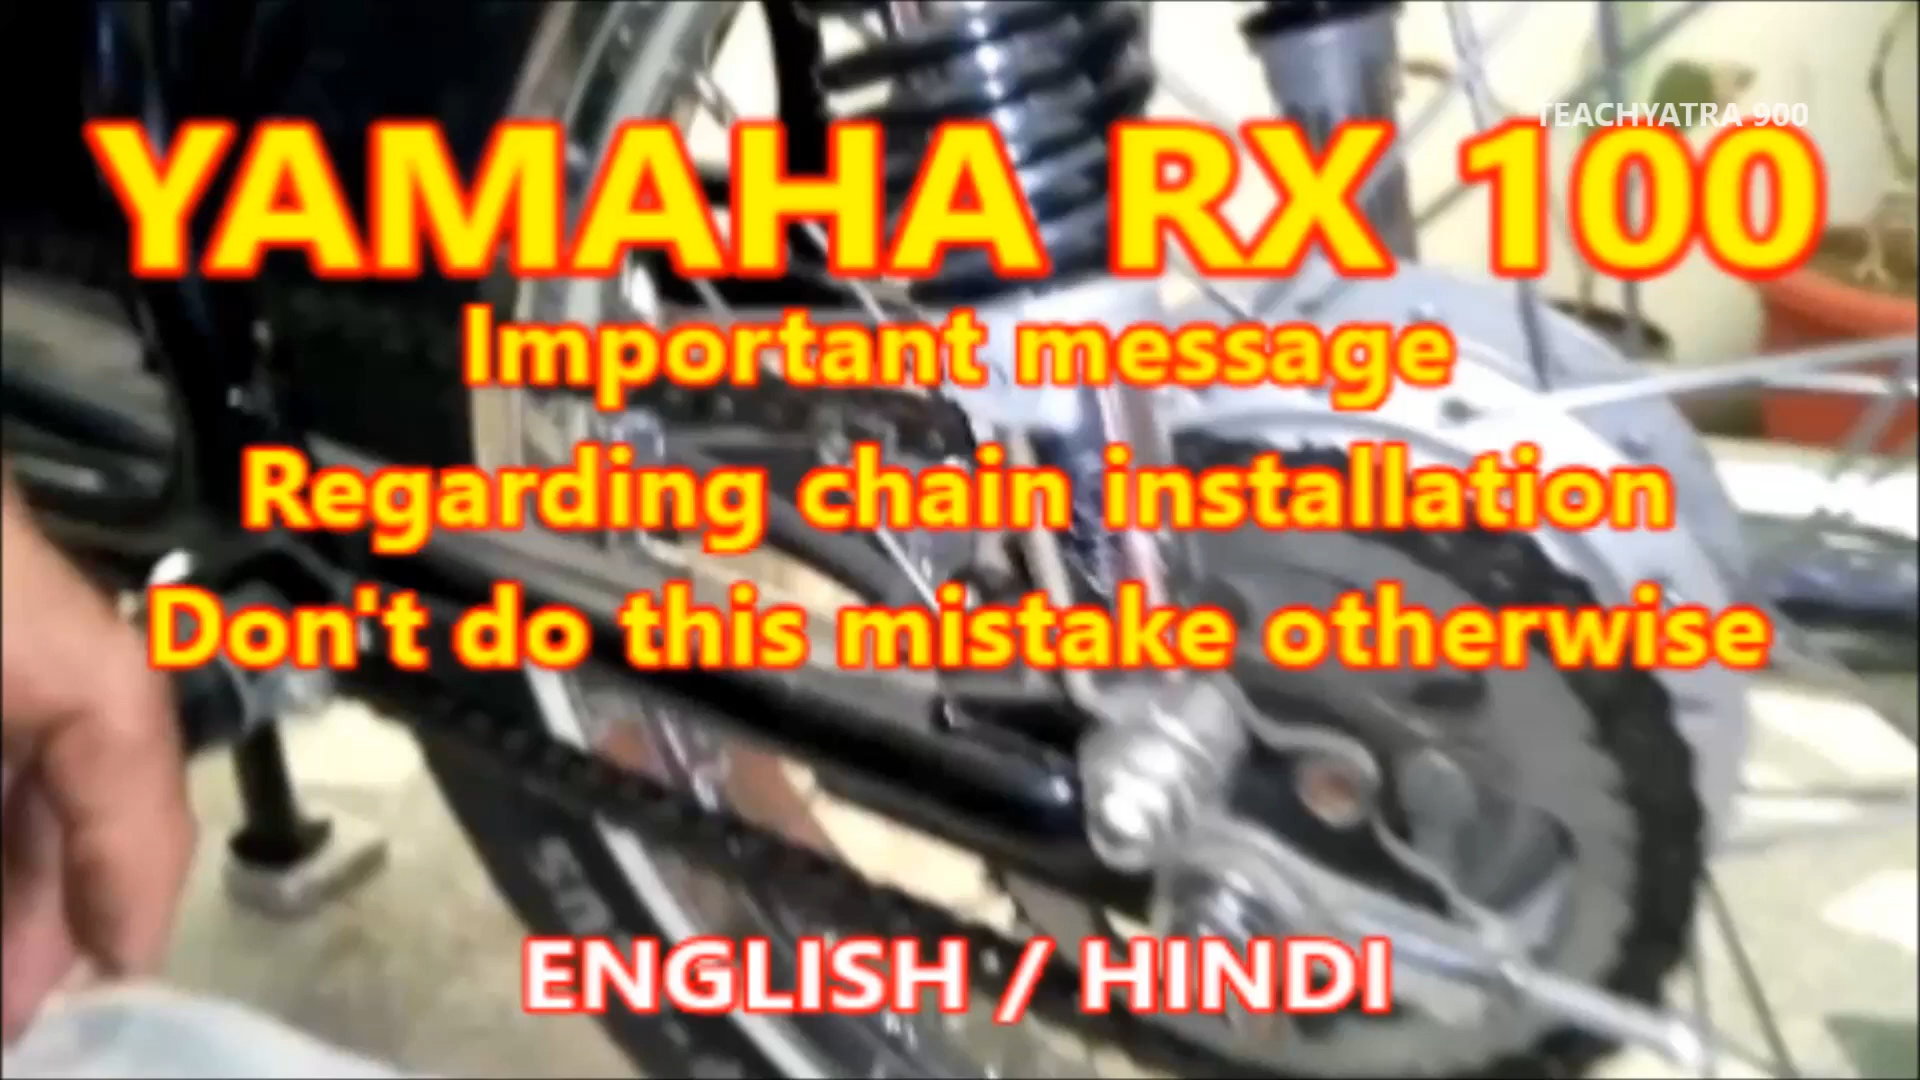 TEACHYATRA 900
YAMAHA RX 100
Important message
Regarding chain installation
Don't do this mistake otherwise
ENGLISH / HINDI